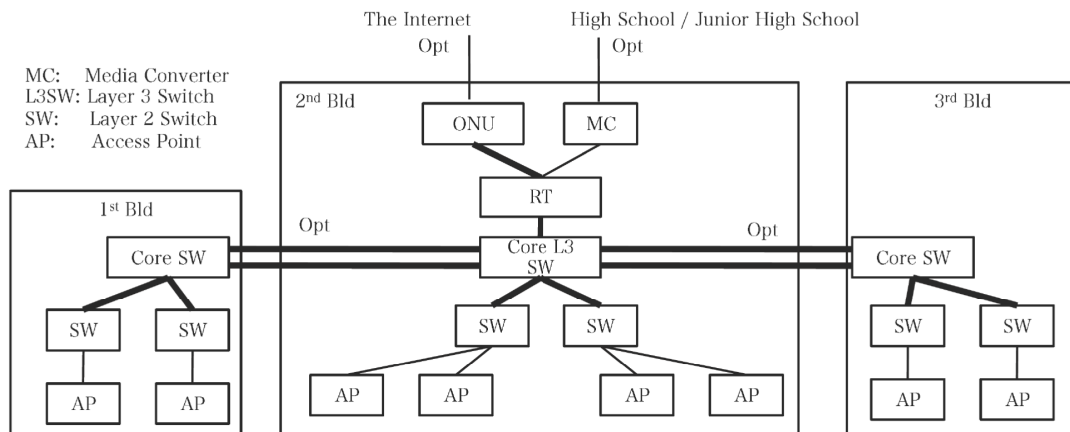 The Internet
High School / Junior High School
Opt
Opt
MC: Media Converter
L3SW: Layer 3 Switch
SW: Layer 2 Switch
AP: Access Point
2nd Bld
3rd Bld
ONU
MC
RT
1st Bld
Opt
Opt
Core SW
Core L3
SW
Core SW
SW
SW
SW
SW
SW
SW
AP
AP
AP
AP
AP
AP
AP
AP